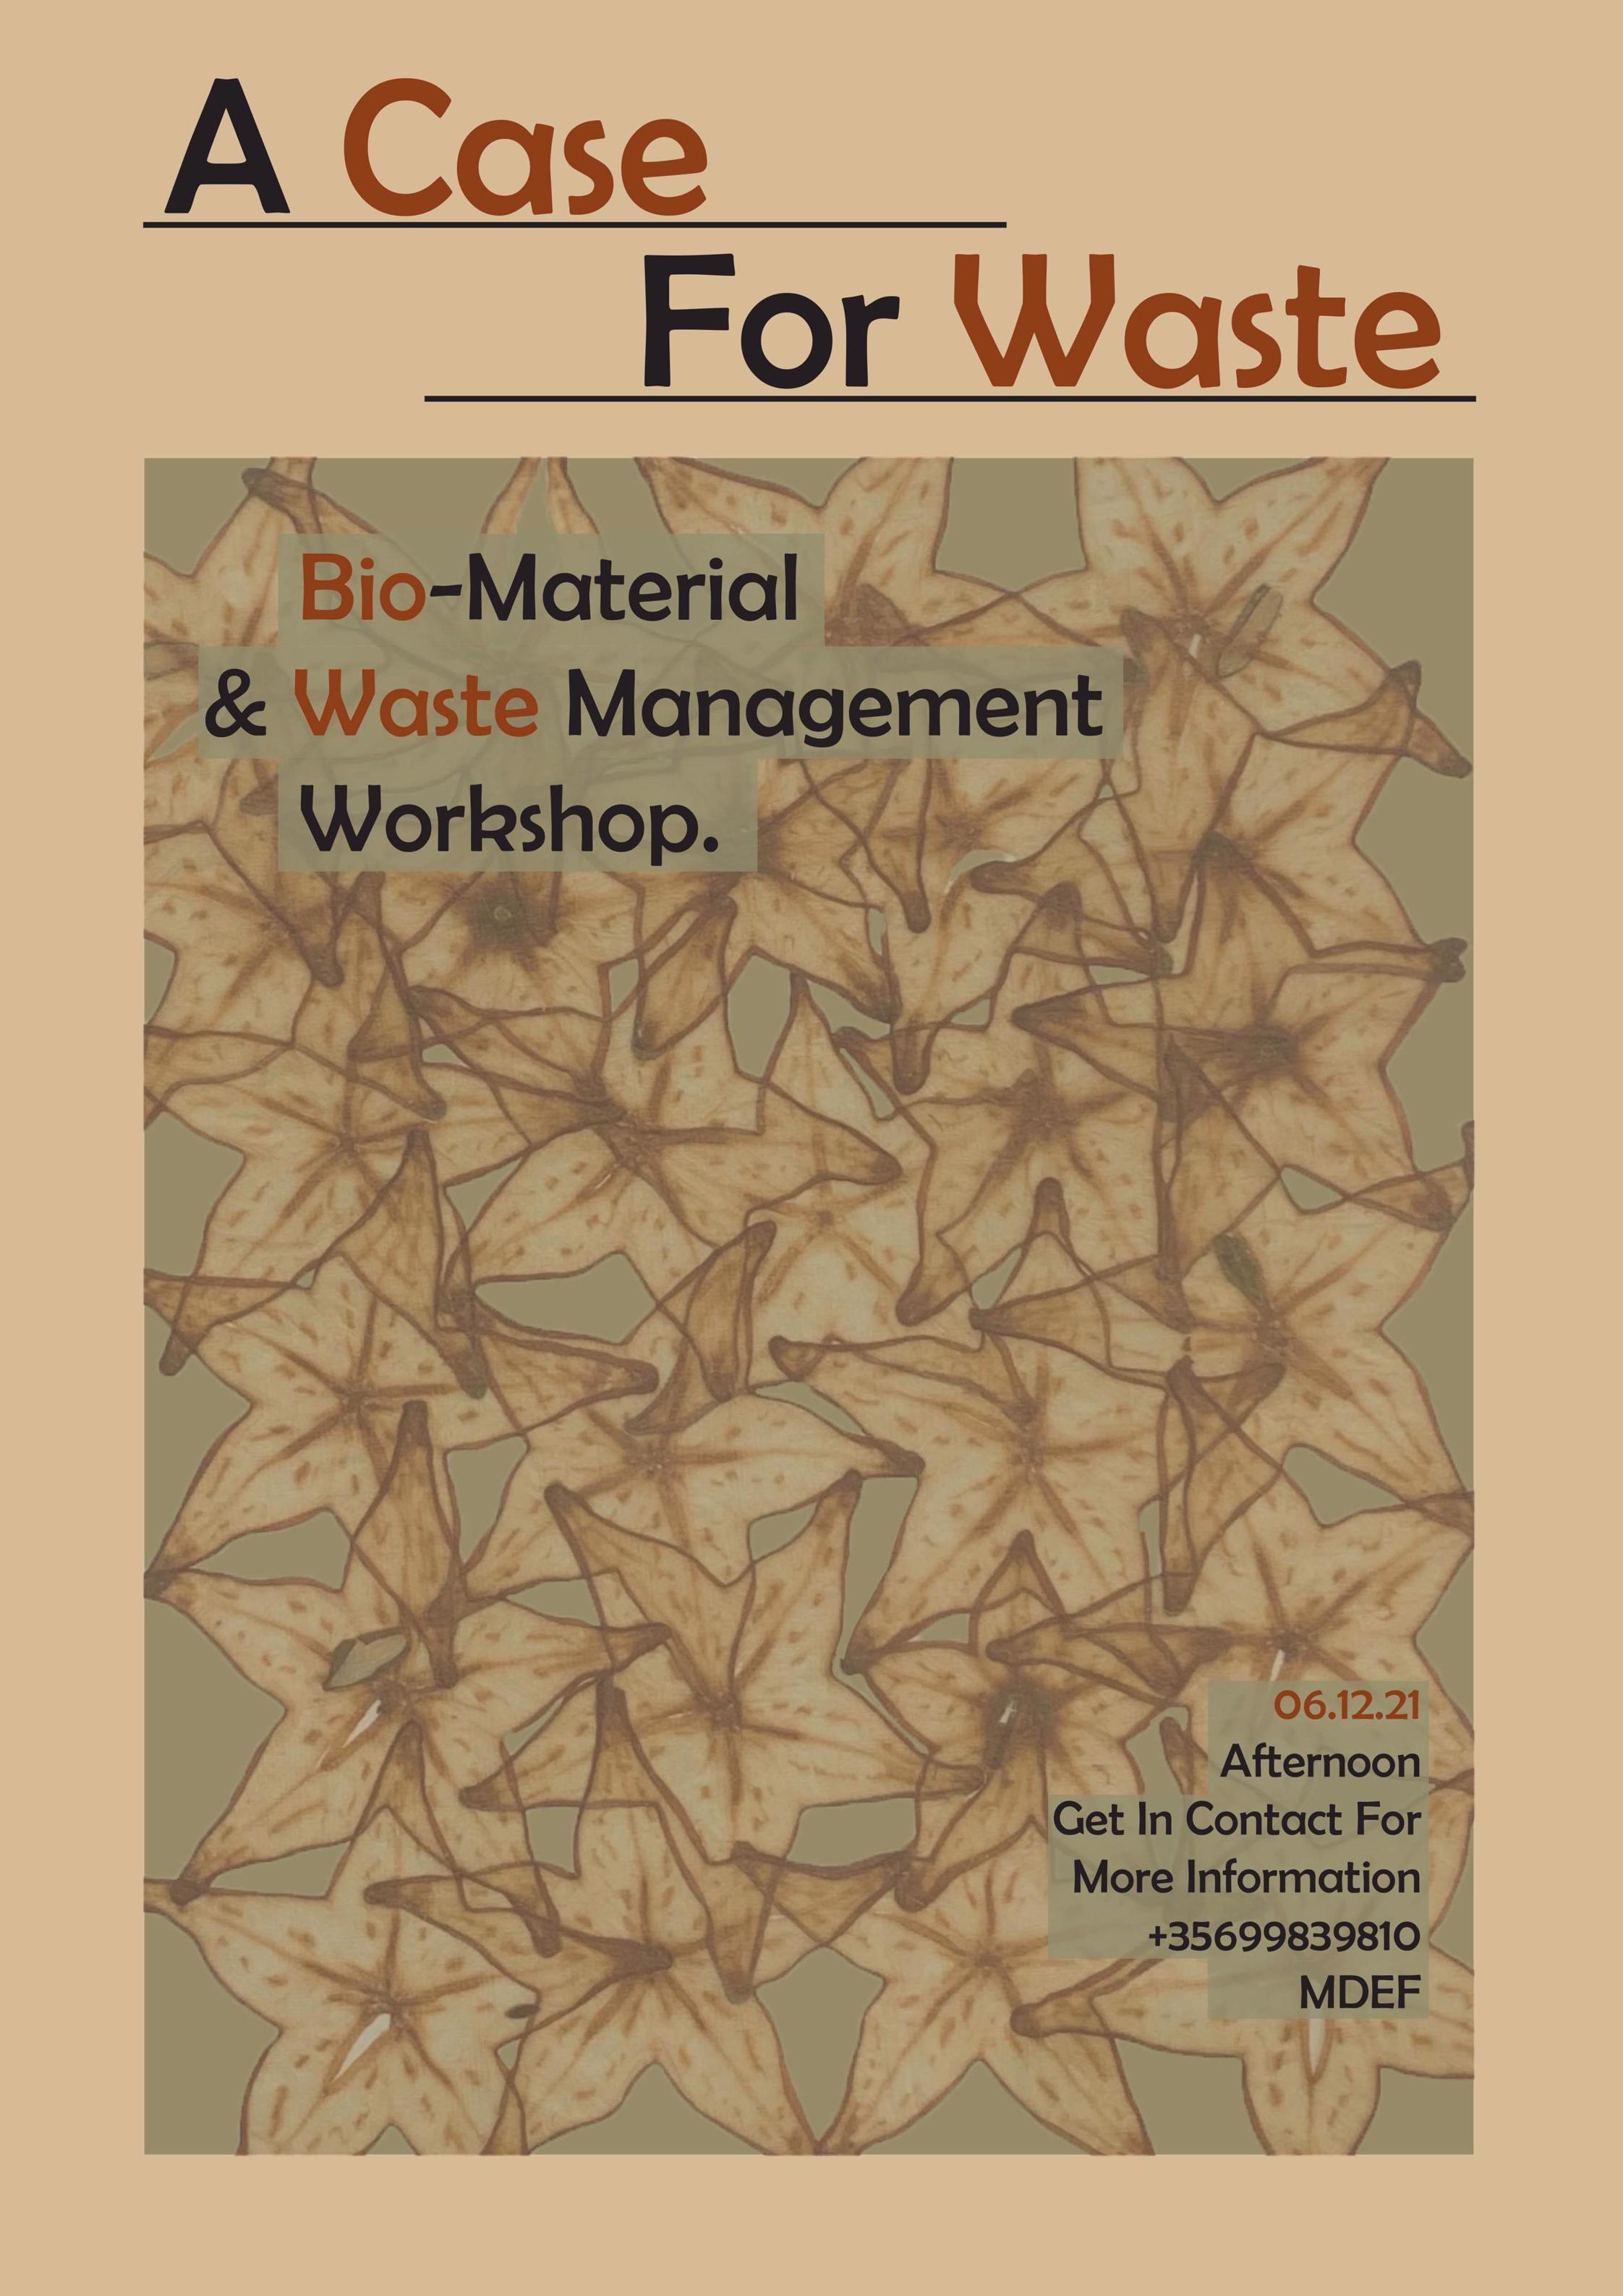 A Case
For Waste
Bio-Material
& Waste Management
Workshop.
06.12.21
Afternoon
Get In Contact For
More Information
+35699839810
MDEF